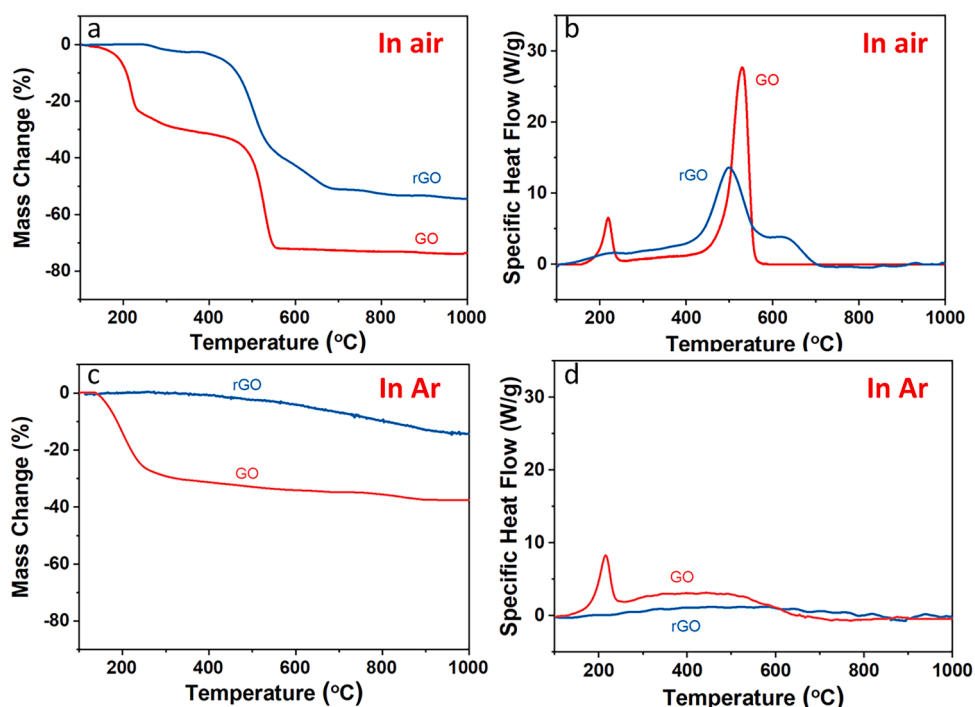 a
In air
Mass Change (%)
0
-20
-40
-60
-80
rGO
GO
200
400
600
800
1000
Temperature (°C)
b
In air
Specific Heat Flow (W/g)
30
20
10
0
GO
rGO
200
400
600
800
1000
Temperature (°C)
c
In Ar
Mass Change (%)
0
-20
-40
-60
-80
rGO
GO
200
400
600
800
1000
Temperature (°C)
d
In Ar
Specific Heat Flow (W/g)
30
20
10
0
GO
rGO
200
400
600
800
1000
Temperature (°C)